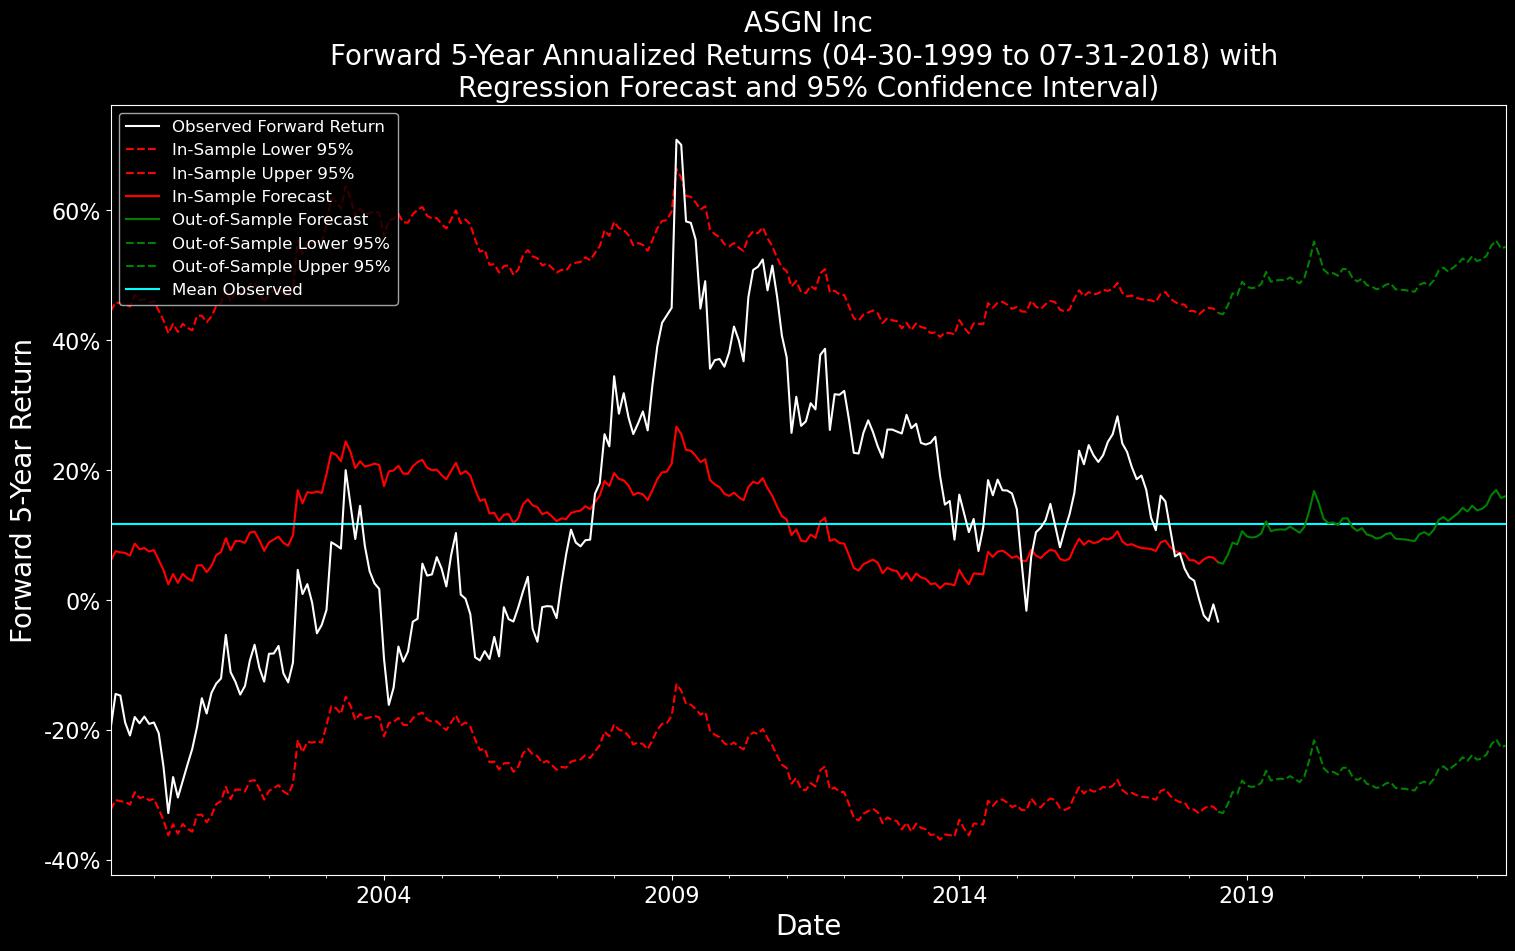 ASGN Inc
Forward 5-Year Annualized Returns (04-30-1999 to 07-31-2018) with
Regression Forecast and 95% Confidence Interval)
Observed Forward Return
In-Sample Lower 95%
In-Sample Upper 95%
In-Sample Forecast
Out-of-Sample Forecast
Out-of-Sample Lower 95%
Out-of-Sample Upper 95%
Mean Observed
Forward 5-Year Return
60%
40%
20%
0%
-20%
-40%
2004
2009
2014
2019
Date